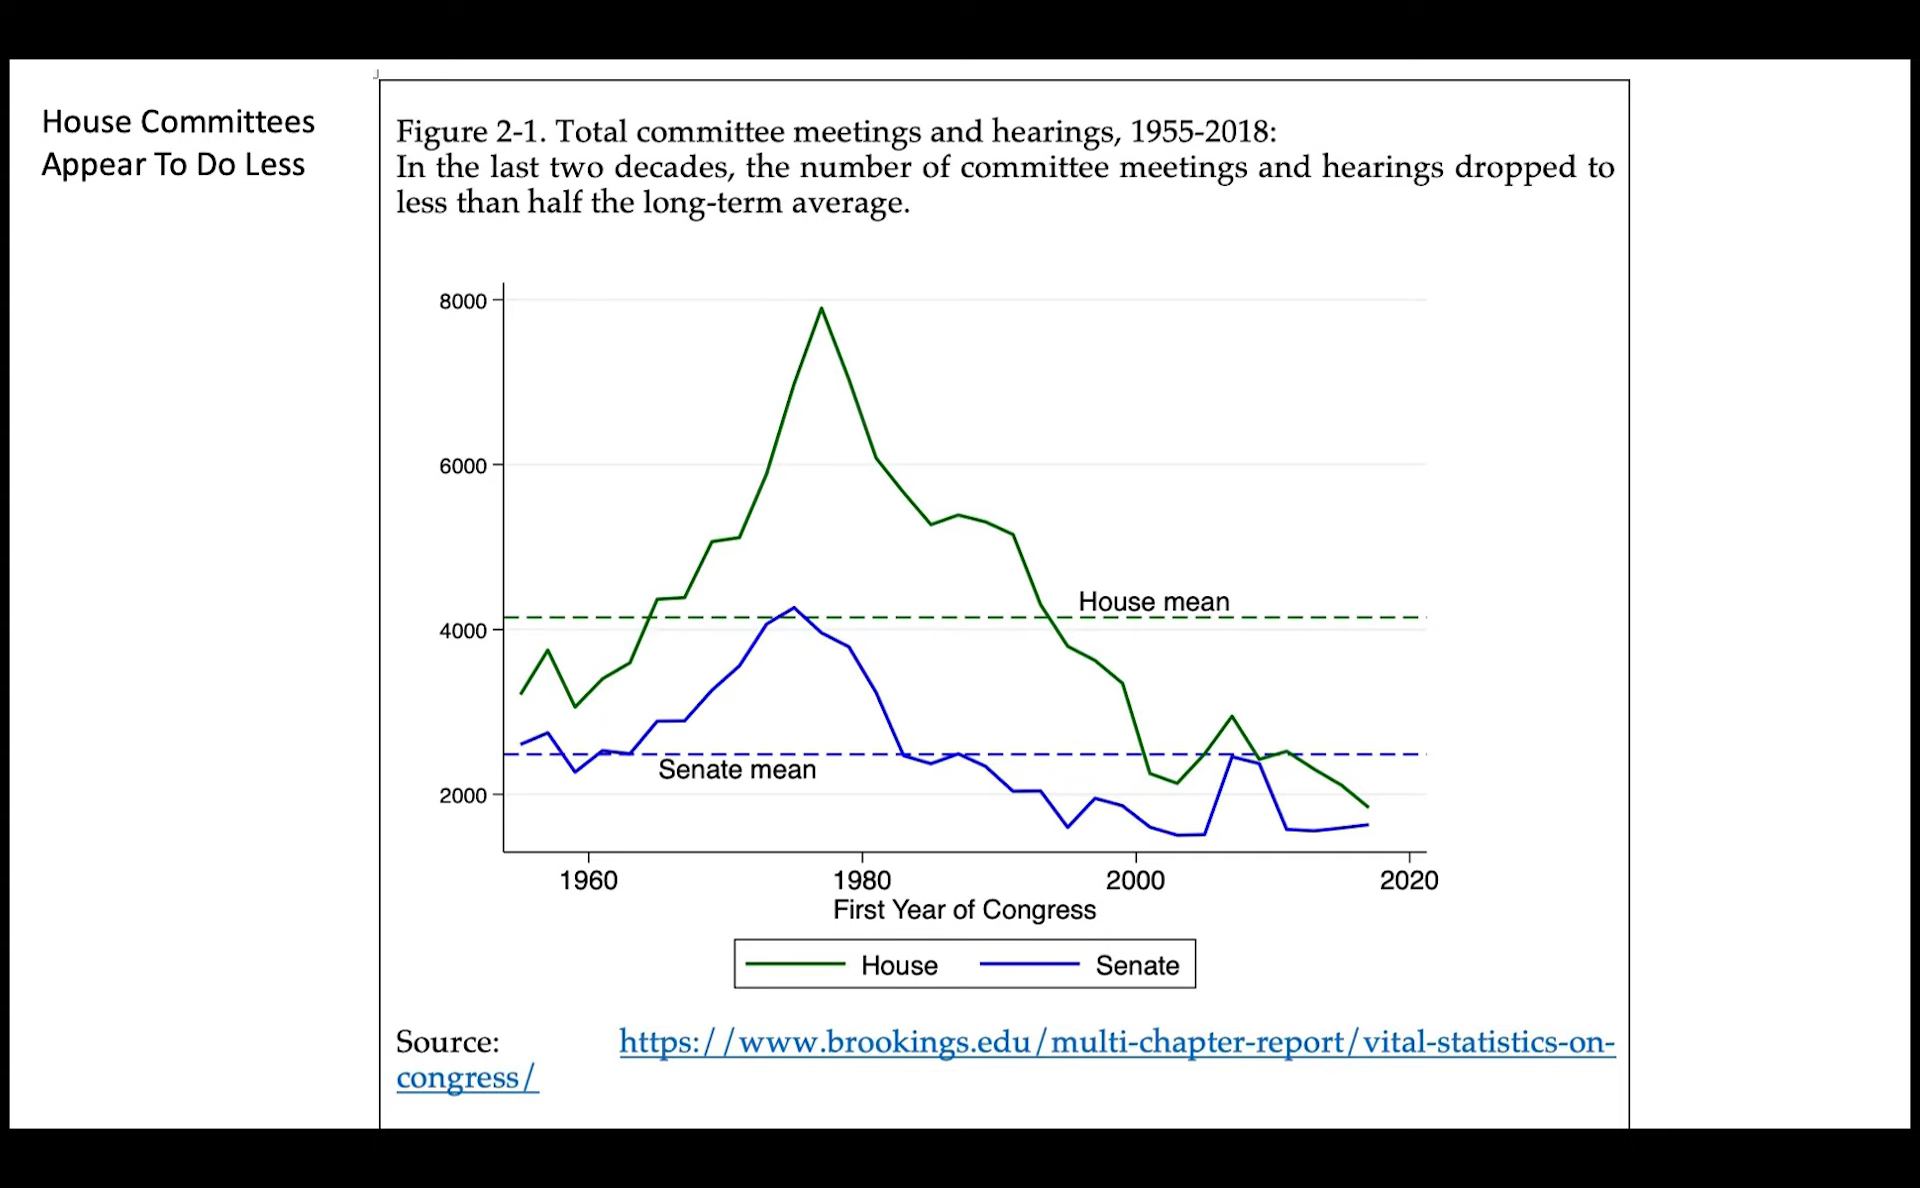 House Committees
Appear To Do Less
Figure 2-1. Total committee meetings and hearings, 1955-2018:
In the last two decades, the number of committee meetings and hearings dropped to
less than half the long-term average.
8000
6000
4000
2000
House mean
Senate mean
1960 1980 2000 2020
First Year of Congress
House Senate
Source: https://www.brookings.edu/multi-chapter-report/vital-statistics-on-
congress/